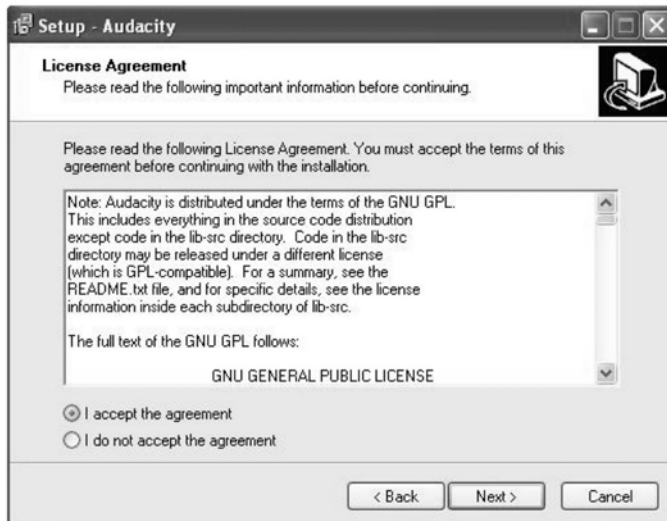 Setup - Audacity
License Agreement
Please read the following important information before continuing.
Please read the following License Agreement. You must accept the terms of this
agreement before continuing with the installation.
Note: Audacity is distributed under the terms of the GNU GPL.
This includes everything in the source code distribution
except code in the lib-src directory.  Code in the lib-src
directory may be released under a different license
(which is GPL-compatible).  For a summary, see the
README.txt file, and for specific details, see the license
information inside each subdirectory of lib-src.
The full text of the GNU GPL follows:
GNU GENERAL PUBLIC LICENSE
I accept the agreement
I do not accept the agreement
< Back
Next >
Cancel